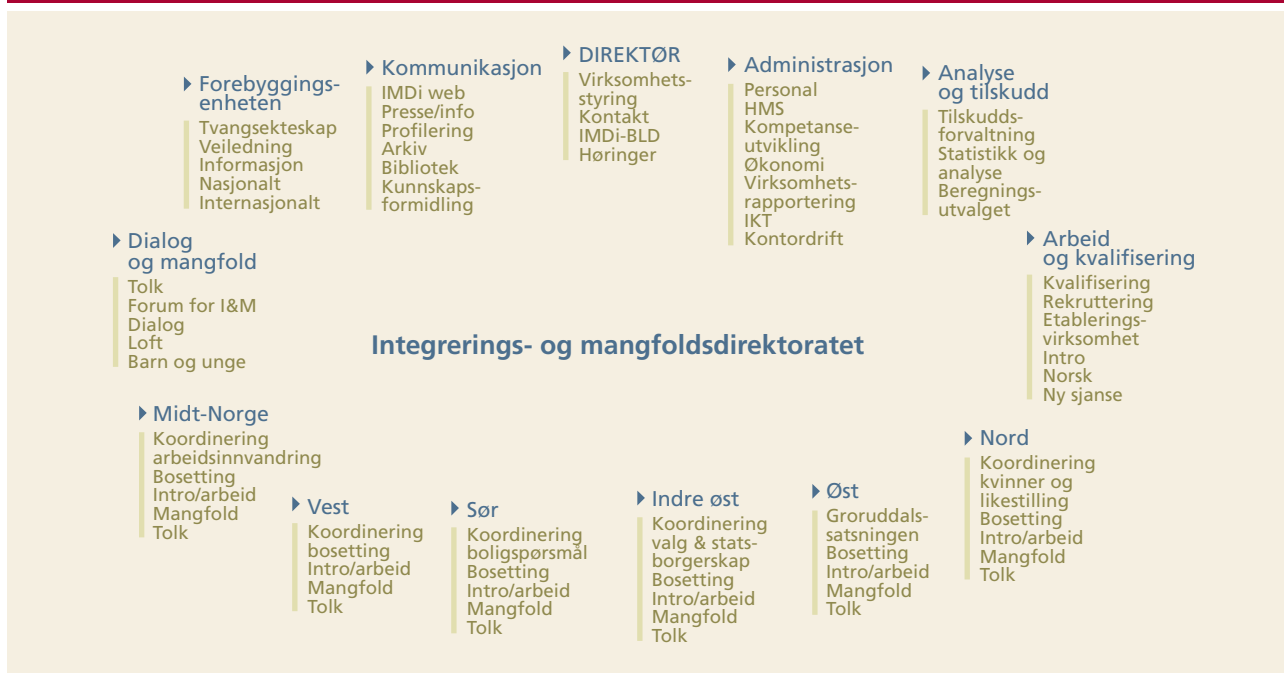 DIREKTØR
Virksomhets-
styring
Kontakt
IMDi-BLD
Høringer
Kommunikasjon
IMDi web
Presse/info
Profilering
Arkiv
Bibliotek
Kunnskaps-
formidling
Administrasjon
Personal
HMS
Kompetanse-
utvikling
Økonomi
Virksomhets-
rapportering
IKT
Kontordrift
Forebyggings-
enheten
Tvangsekteskap
Veiledning
Informasjon
Nasjonalt
Internasjonalt
Analyse
og tilskudd
Tilskudds-
forvaltning
Statistikk og
analyse
Beregnings-
utvalget
Dialog
og mangfold
Tolk
Forum for I&M
Dialog
Loft
Barn og unge
Arbeid
og kvalifisering
Kvalifisering
Rekruttering
Etablerings-
virksomhet
Intro
Norsk
Ny sjanse
Integrerings- og mangfoldsdirektoratet
Midt-Norge
Koordinering
arbeidsinnvandring
Bosetting
Intro/arbeid
Mangfold
Tolk
Vest
Koordinering
bosetting
Intro/arbeid
Mangfold
Tolk
Sør
Koordinering
boligspørsmål
Bosetting
Intro/arbeid
Mangfold
Tolk
Indre øst
Koordinering
valg & stats-
borgerskap
Bosetting
Intro/arbeid
Mangfold
Tolk
Øst
Groruddals-
satsningen
Bosetting
Intro/arbeid
Mangfold
Tolk
Nord
Koordinering
kvinner og
likestilling
Bosetting
Intro/arbeid
Mangfold
Tolk